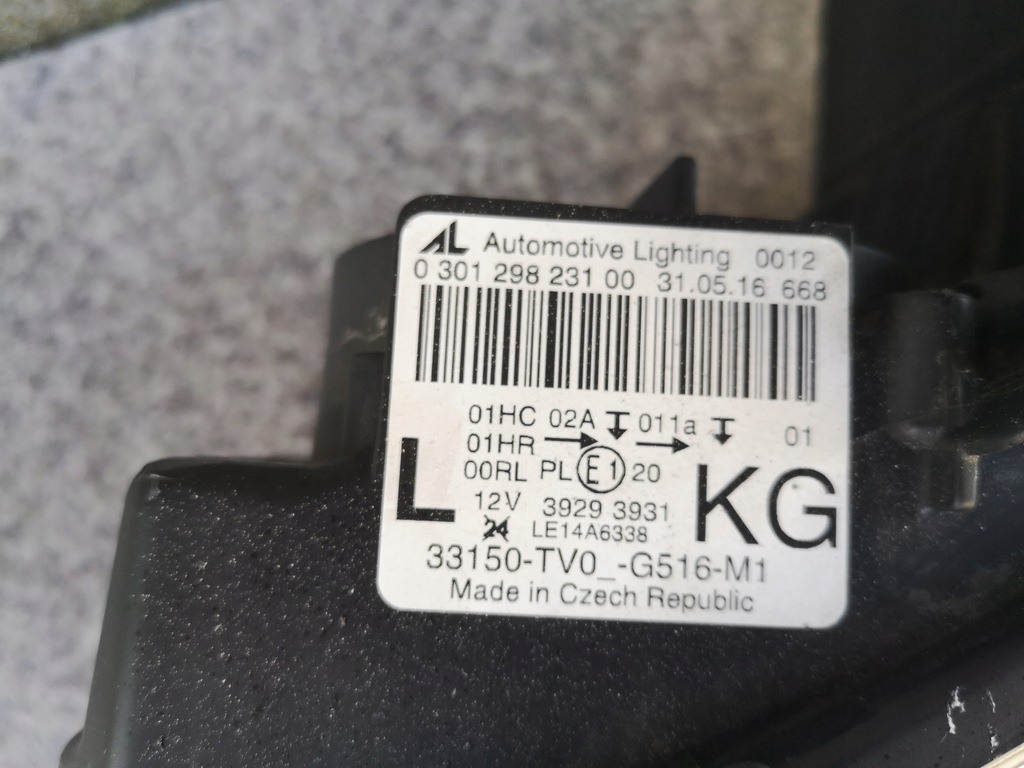 AL Automotive Lighting 0012
0 301 298 231 00 31.05.16 668
01HC 02A 011a 01
01HR
00RL PL E1 20
L KG
12V 3929 3931
24 LE14A6338
33150-TV0_-G516-M1
Made in Czech Republic